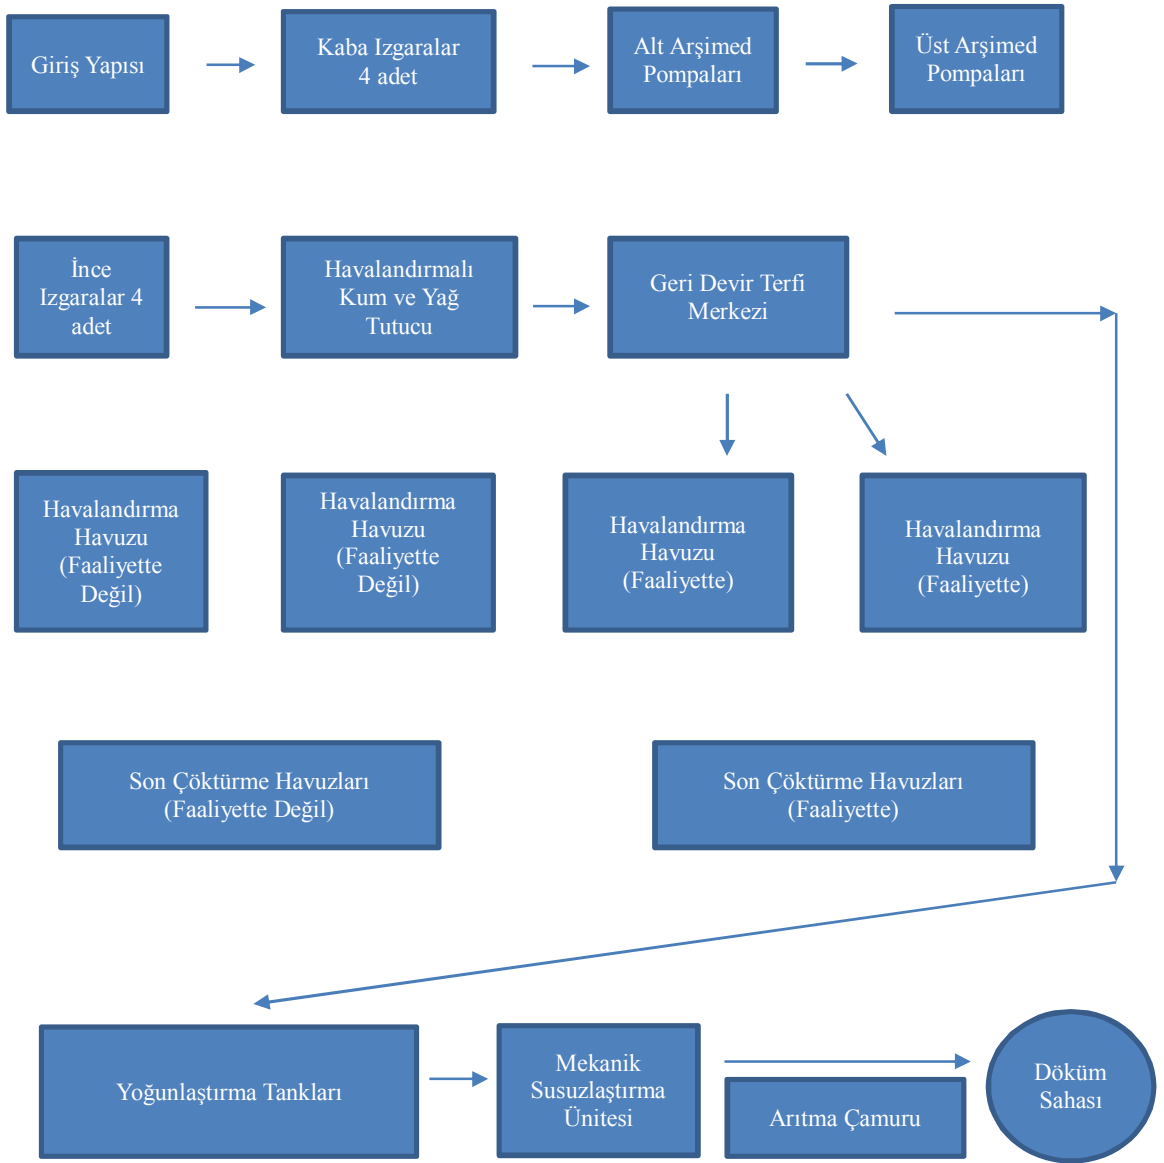 Giriş Yapısı
Kaba Izgaralar
4 adet
Alt Arşimed
Pompaları
Üst Arşimed
Pompaları
İnce
Izgaralar 4
adet
Havalandırmalı
Kum ve Yağ
Tutucu
Geri Devir Terfi
Merkezi
Havalandırma
Havuzu
(Faaliyette
Değil)
Havalandırma
Havuzu
(Faaliyette
Değil)
Havalandırma
Havuzu
(Faaliyette)
Havalandırma
Havuzu
(Faaliyette)
Son Çöktürme Havuzları
(Faaliyette Değil)
Son Çöktürme Havuzları
(Faaliyette)
Yoğunlaştırma Tankları
Mekanik
Susuzlaştırma
Ünitesi
Arıtma Çamuru
Döküm
Sahası